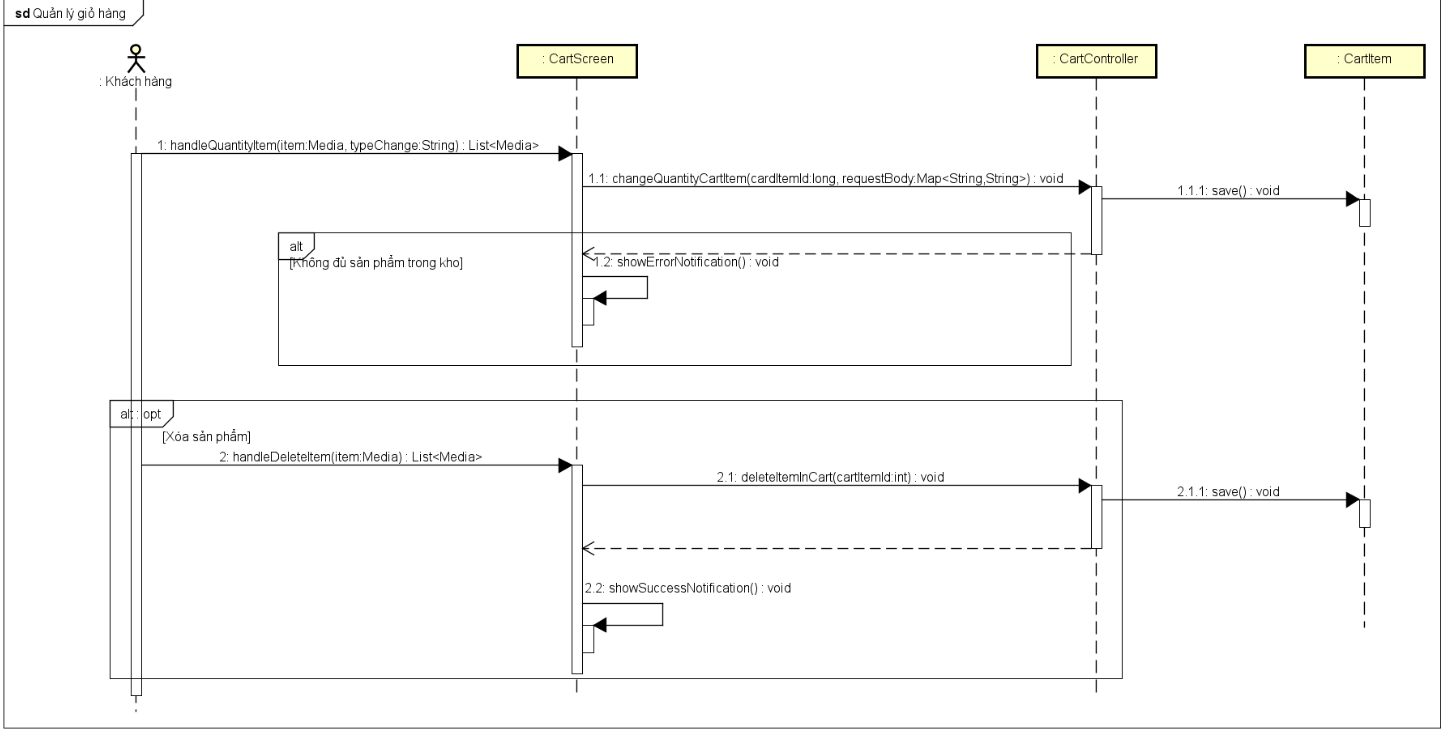 sd Quản lý giỏ hàng
: Khách hàng
: CartScreen
: CartController
: CartItem
1: handleQuantityItem(item:Media, typeChange:String) : List<Media>
1.1: changeQuantityCartItem(cardItemId:long, requestBody:Map<String,String>) : void
1.1.1: save() : void
alt
[Không đủ sản phẩm trong kho]
1.2: showErrorNotification() : void
alt : opt
[Xóa sản phẩm]
2: handleDeleteItem(item:Media) : List<Media>
2.1: deleteItemInCart(cartItemId:int) : void
2.1.1: save() : void
2.2: showSuccessNotification() : void